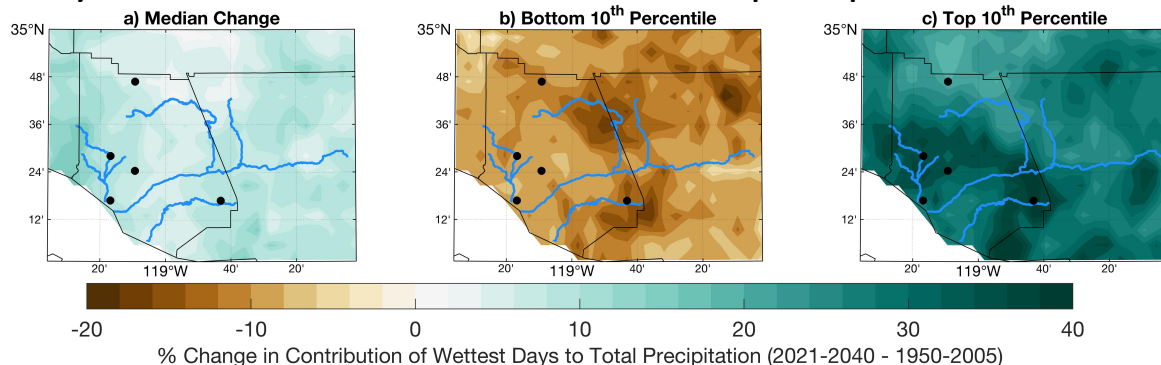 a) Median Change
b) Bottom 10th Percentile
c) Top 10th Percentile
35°N
48'
36'
24'
12'
20'
119°W
40'
20'
35°N
48'
36'
24'
12'
20'
119°W
40'
20'
35°N
48'
36'
24'
12'
20'
119°W
40'
20'
-20
-10
0
10
20
30
40
% Change in Contribution of Wettest Days to Total Precipitation (2021-2040 - 1950-2005)